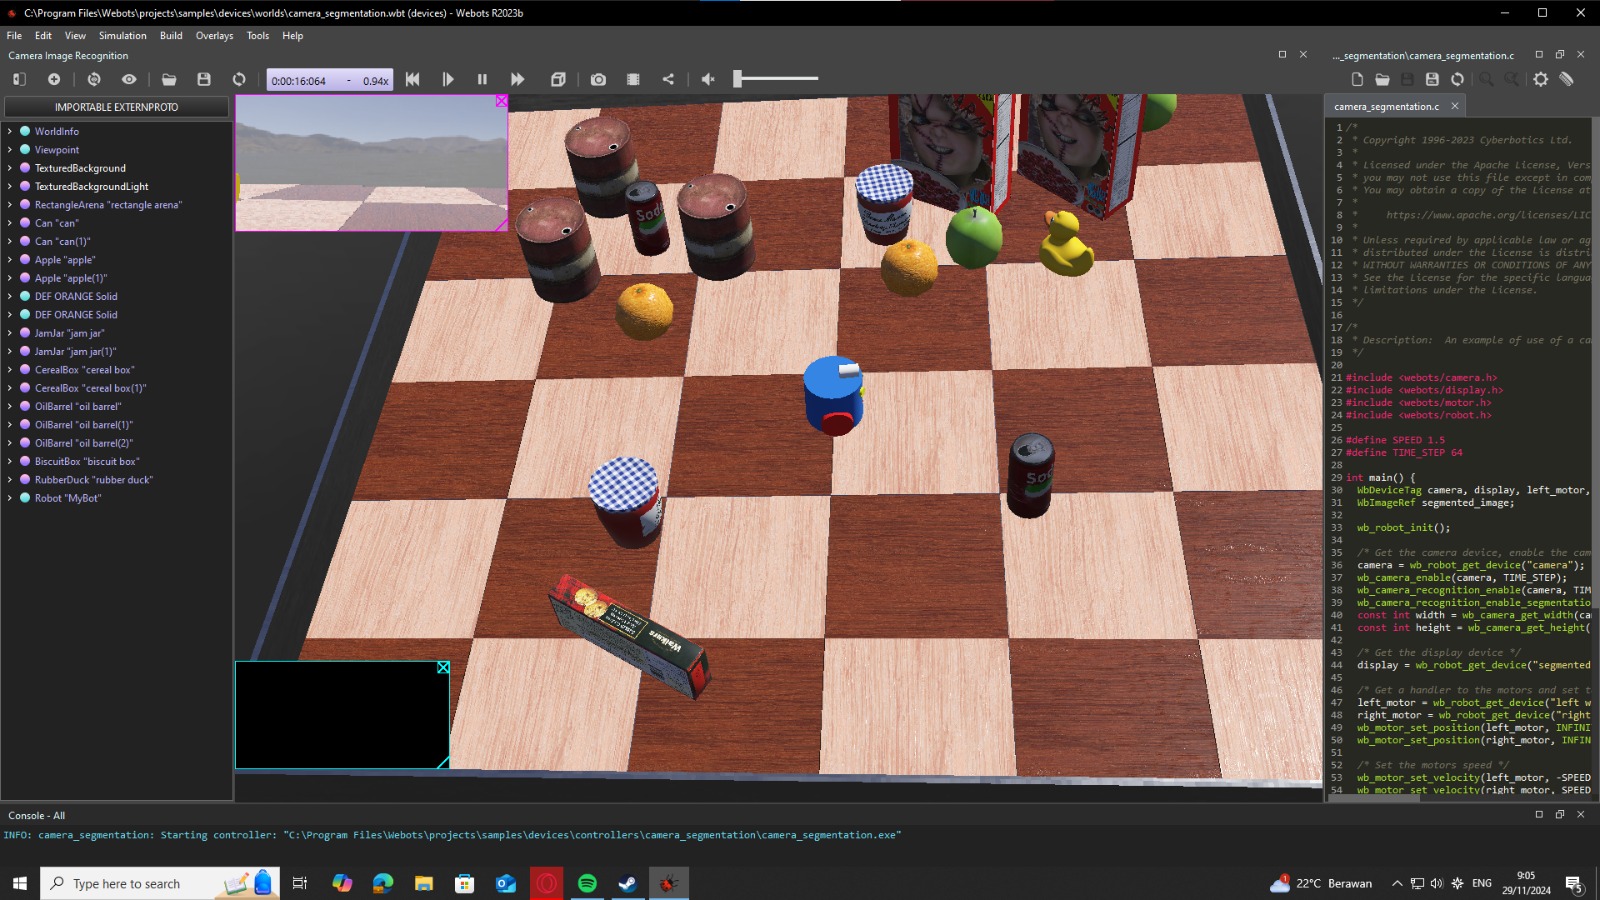 C:\Program Files\Webots\projects\samples\devices\worlds\camera_segmentation.wbt (devices) - Webots R2023b
File Edit View Simulation Build Overlays Tools Help
Camera Image Recognition
..._segmentation\camera_segmentation.c
0:00:16:064 - 0.94x
IMPORTABLE EXTERNPROTO
WorldInfo
Viewpoint
TexturedBackground
TexturedBackgroundLight
RectangleArena "rectangle arena"
Can "can"
Can "can(1)"
Apple "apple"
Apple "apple(1)"
DEF ORANGE Solid
DEF ORANGE Solid
JamJar "jam jar"
JamJar "jam jar(1)"
CerealBox "cereal box"
CerealBox "cereal box(1)"
OilBarrel "oil barrel"
OilBarrel "oil barrel(1)"
OilBarrel "oil barrel(2)"
BiscuitBox "biscuit box"
RubberDuck "rubber duck"
Robot "MyBot"
Soda
Sod
Walkers
camera_segmentation.c
1 /*
2 * Copyright 1996-2023 Cyberbotics Ltd.
3 *
4 * Licensed under the Apache License, Vers
5 * you may not use this file except in com
6 * You may obtain a copy of the License at
7 *
8 * https://www.apache.org/licenses/LIC
9 *
10 * Unless required by applicable law or ag
11 * distributed under the License is distri
12 * WITHOUT WARRANTIES OR CONDITIONS OF ANY
13 * See the License for the specific langua
14 * limitations under the License.
15 */
16
17 /*
18 * Description: An example of use of a ca
19 */
20
21 #include <webots/camera.h>
22 #include <webots/display.h>
23 #include <webots/motor.h>
24 #include <webots/robot.h>
25
26 #define SPEED 1.5
27 #define TIME_STEP 64
28
29 int main() {
30 WbDeviceTag camera, display, left_motor,
31 WbImageRef segmented_image;
32
33 wb_robot_init();
34
35 /* Get the camera device, enable the cam
36 camera = wb_robot_get_device("camera");
37 wb_camera_enable(camera, TIME_STEP);
38 wb_camera_recognition_enable(camera, TIM
39 wb_camera_recognition_enable_segmentatio
40 const int width = wb_camera_get_width(ca
41 const int height = wb_camera_get_height(
42
43 /* Get the display device */
44 display = wb_robot_get_device("segmented
45
46 /* Get a handler to the motors and set t
47 left_motor = wb_robot_get_device("left w
48 right_motor = wb_robot_get_device("right
49 wb_motor_set_position(left_motor, INFINI
50 wb_motor_set_position(right_motor, INFIN
51
52 /* Set the motors speed */
53 wb_motor_set_velocity(left_motor, -SPEED
54 wb_motor_set_velocity(right_motor, SPEED
Console - All
INFO: camera_segmentation: Starting controller: "C:\Program Files\Webots\projects\samples\devices\controllers\camera_segmentation\camera_segmentation.exe"
Type here to search
1
22°C Berawan
ENG
9:05
29/11/2024
5